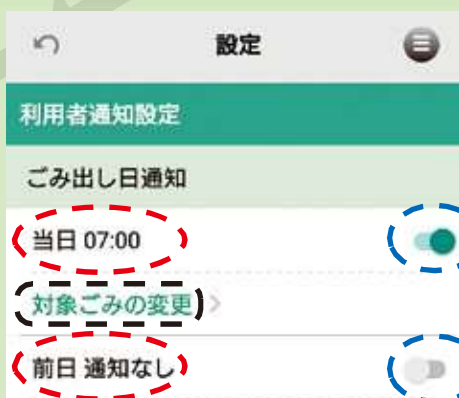 設定
利用者通知設定
ごみ出し日通知
当日 07:00
対象ごみの変更
前日 通知なし